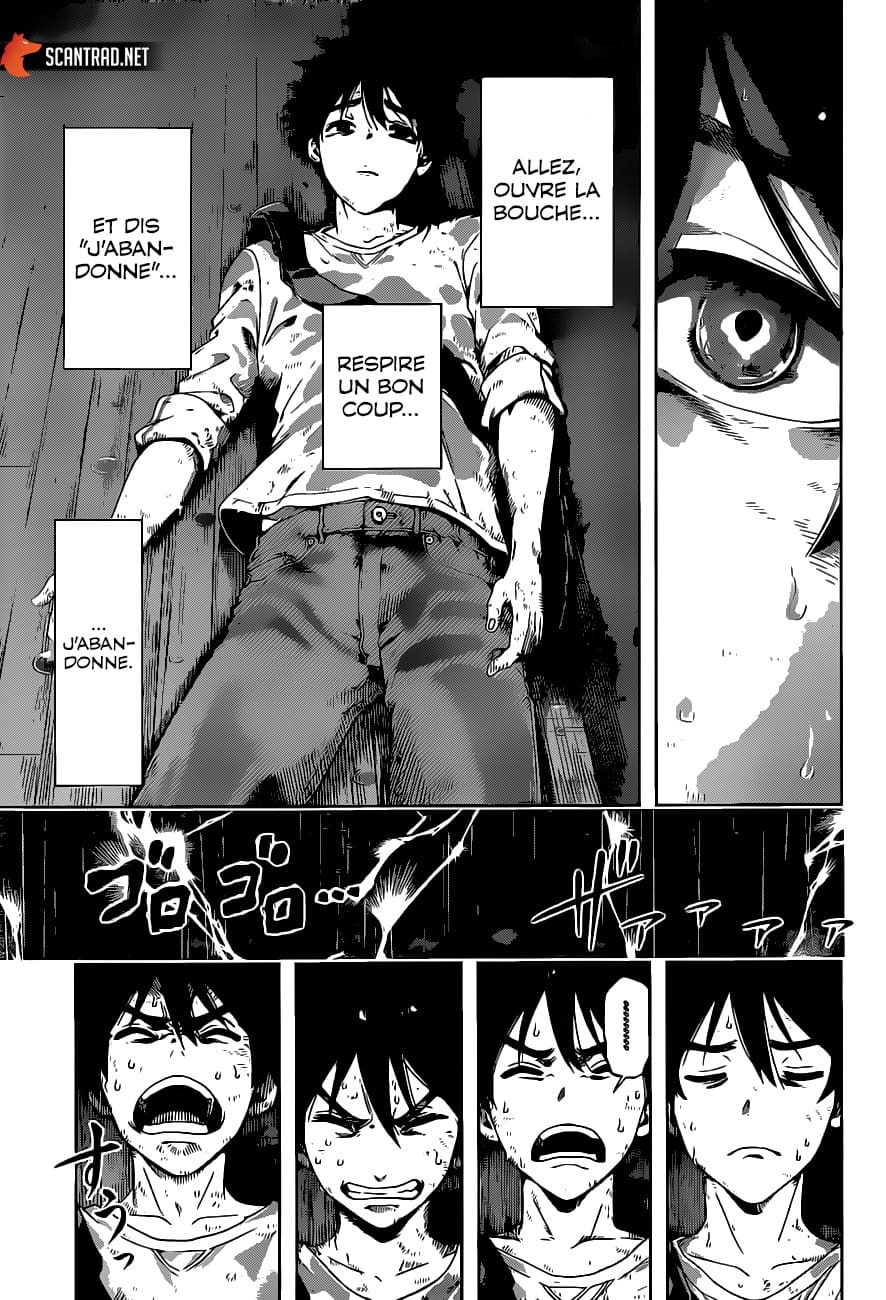 SCANTRAD.NET
ALLEZ,
OUVRE LA
BOUCHE...
RESPIRE
UN BON
COUP...
ET DIS
"J'ABAN-
DONNE"...
...
J'ABAN-
DONNE.
ザァァァァ
ゴロゴロ...
..........
すぅっ